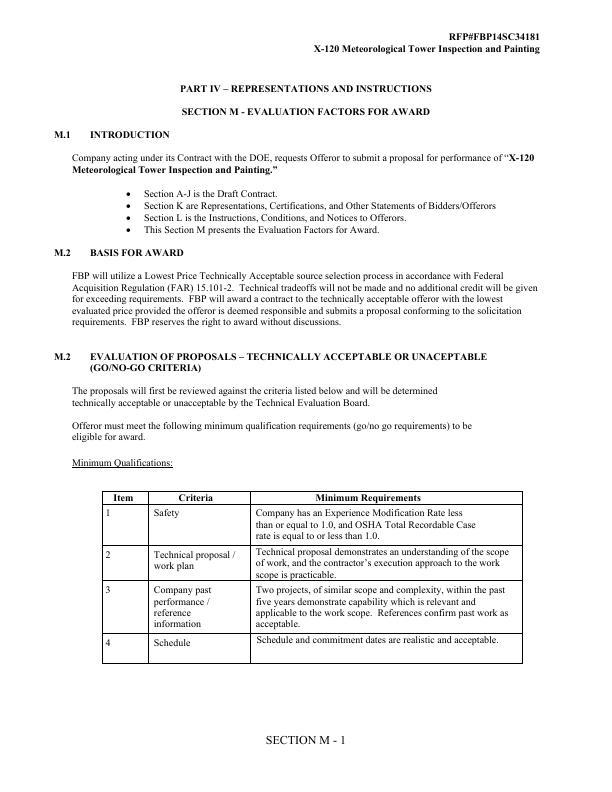 RFP#FBP14SC34181
X-120 Meteorological Tower Inspection and Painting
PART IV – REPRESENTATIONS AND INSTRUCTIONS
SECTION M - EVALUATION FACTORS FOR AWARD
M.1 INTRODUCTION
Company acting under its Contract with the DOE, requests Offeror to submit a proposal for performance of “X-120
Meteorological Tower Inspection and Painting.”
• Section A-J is the Draft Contract.
• Section K are Representations, Certifications, and Other Statements of Bidders/Offerors
• Section L is the Instructions, Conditions, and Notices to Offerors.
• This Section M presents the Evaluation Factors for Award.
M.2 BASIS FOR AWARD
FBP will utilize a Lowest Price Technically Acceptable source selection process in accordance with Federal
Acquisition Regulation (FAR) 15.101-2. Technical tradeoffs will not be made and no additional credit will be given
for exceeding requirements. FBP will award a contract to the technically acceptable offeror with the lowest
evaluated price provided the offeror is deemed responsible and submits a proposal conforming to the solicitation
requirements. FBP reserves the right to award without discussions.
M.2 EVALUATION OF PROPOSALS – TECHNICALLY ACCEPTABLE OR UNACEPTABLE
(GO/NO-GO CRITERIA)
The proposals will first be reviewed against the criteria listed below and will be determined
technically acceptable or unacceptable by the Technical Evaluation Board.
Offeror must meet the following minimum qualification requirements (go/no go requirements) to be
eligible for award.
Minimum Qualifications:
Item Criteria Minimum Requirements
1 Safety Company has an Experience Modification Rate less
than or equal to 1.0, and OSHA Total Recordable Case
rate is equal to or less than 1.0.
2 Technical proposal / Technical proposal demonstrates an understanding of the scope
work plan of work, and the contractor’s execution approach to the work
scope is practicable.
3 Company past Two projects, of similar scope and complexity, within the past
performance / five years demonstrate capability which is relevant and
reference applicable to the work scope. References confirm past work as
information acceptable.
4 Schedule Schedule and commitment dates are realistic and acceptable.
SECTION M - 1